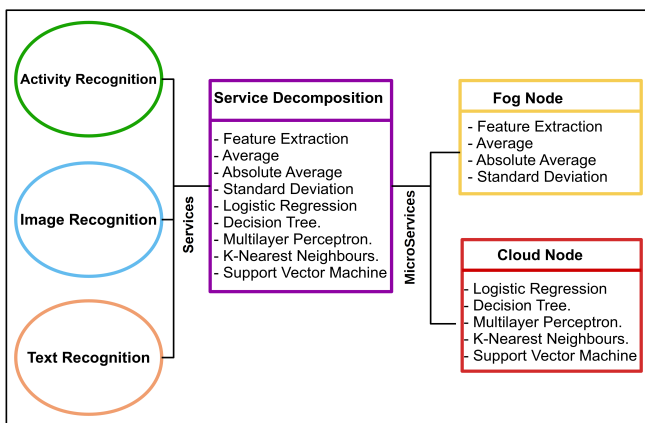 Activity Recognition
Image Recognition
Text Recognition
Services
Service Decomposition
- Feature Extraction
- Average
- Absolute Average
- Standard Deviation
- Logistic Regression
- Decision Tree.
- Multilayer Perceptron.
- K-Nearest Neighbours.
- Support Vector Machine
MicroServices
Fog Node
- Feature Extraction
- Average
- Absolute Average
- Standard Deviation
Cloud Node
- Logistic Regression
- Decision Tree.
- Multilayer Perceptron.
- K-Nearest Neighbours.
- Support Vector Machine